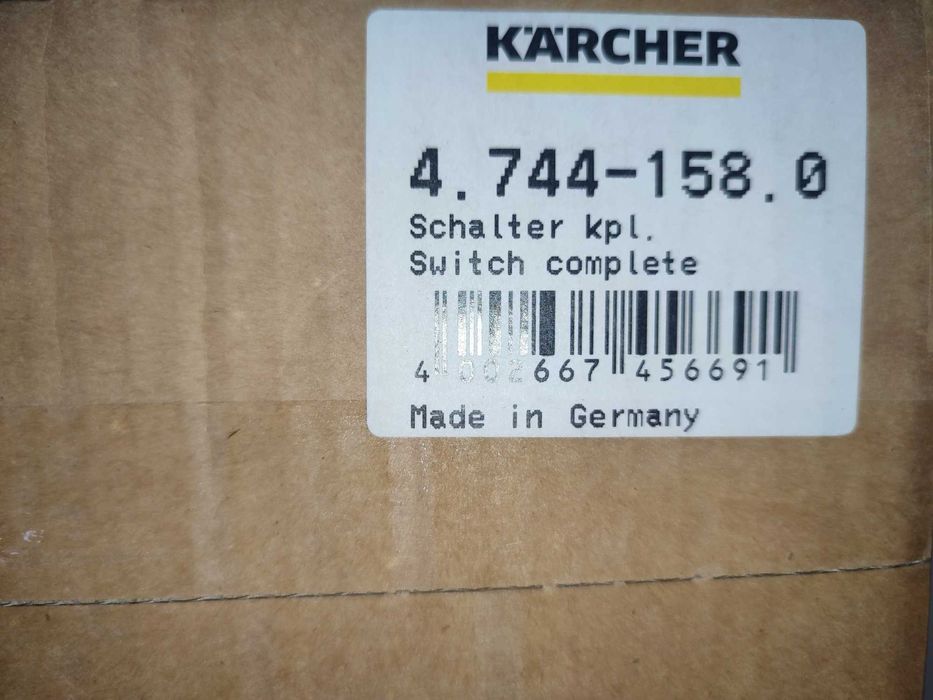 KÄRCHER
4.744-158.0
Schalter kpl.
Switch complete
4 002667 456691
Made in Germany